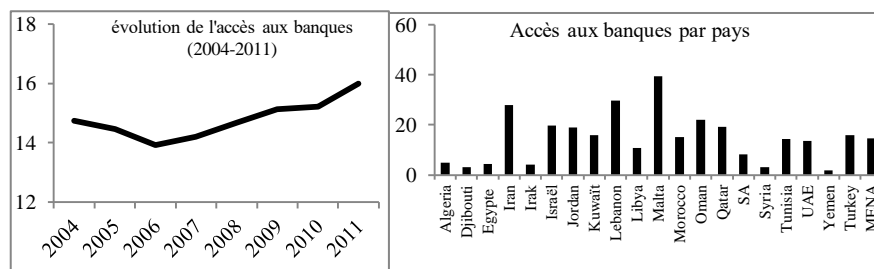 évolution de l'accès aux banques
(2004-2011)
18
16
14
12
2004
2005
2006
2007
2008
2009
2010
2011
Accès aux banques par pays
60
40
20
0
Algeria
Djibouti
Egypte
Iran
Irak
Israël
Jordan
Kuwaït
Lebanon
Libya
Malta
Morocco
Oman
Qatar
SA
Syria
Tunisia
UAE
Yemen
Turkey
MENA